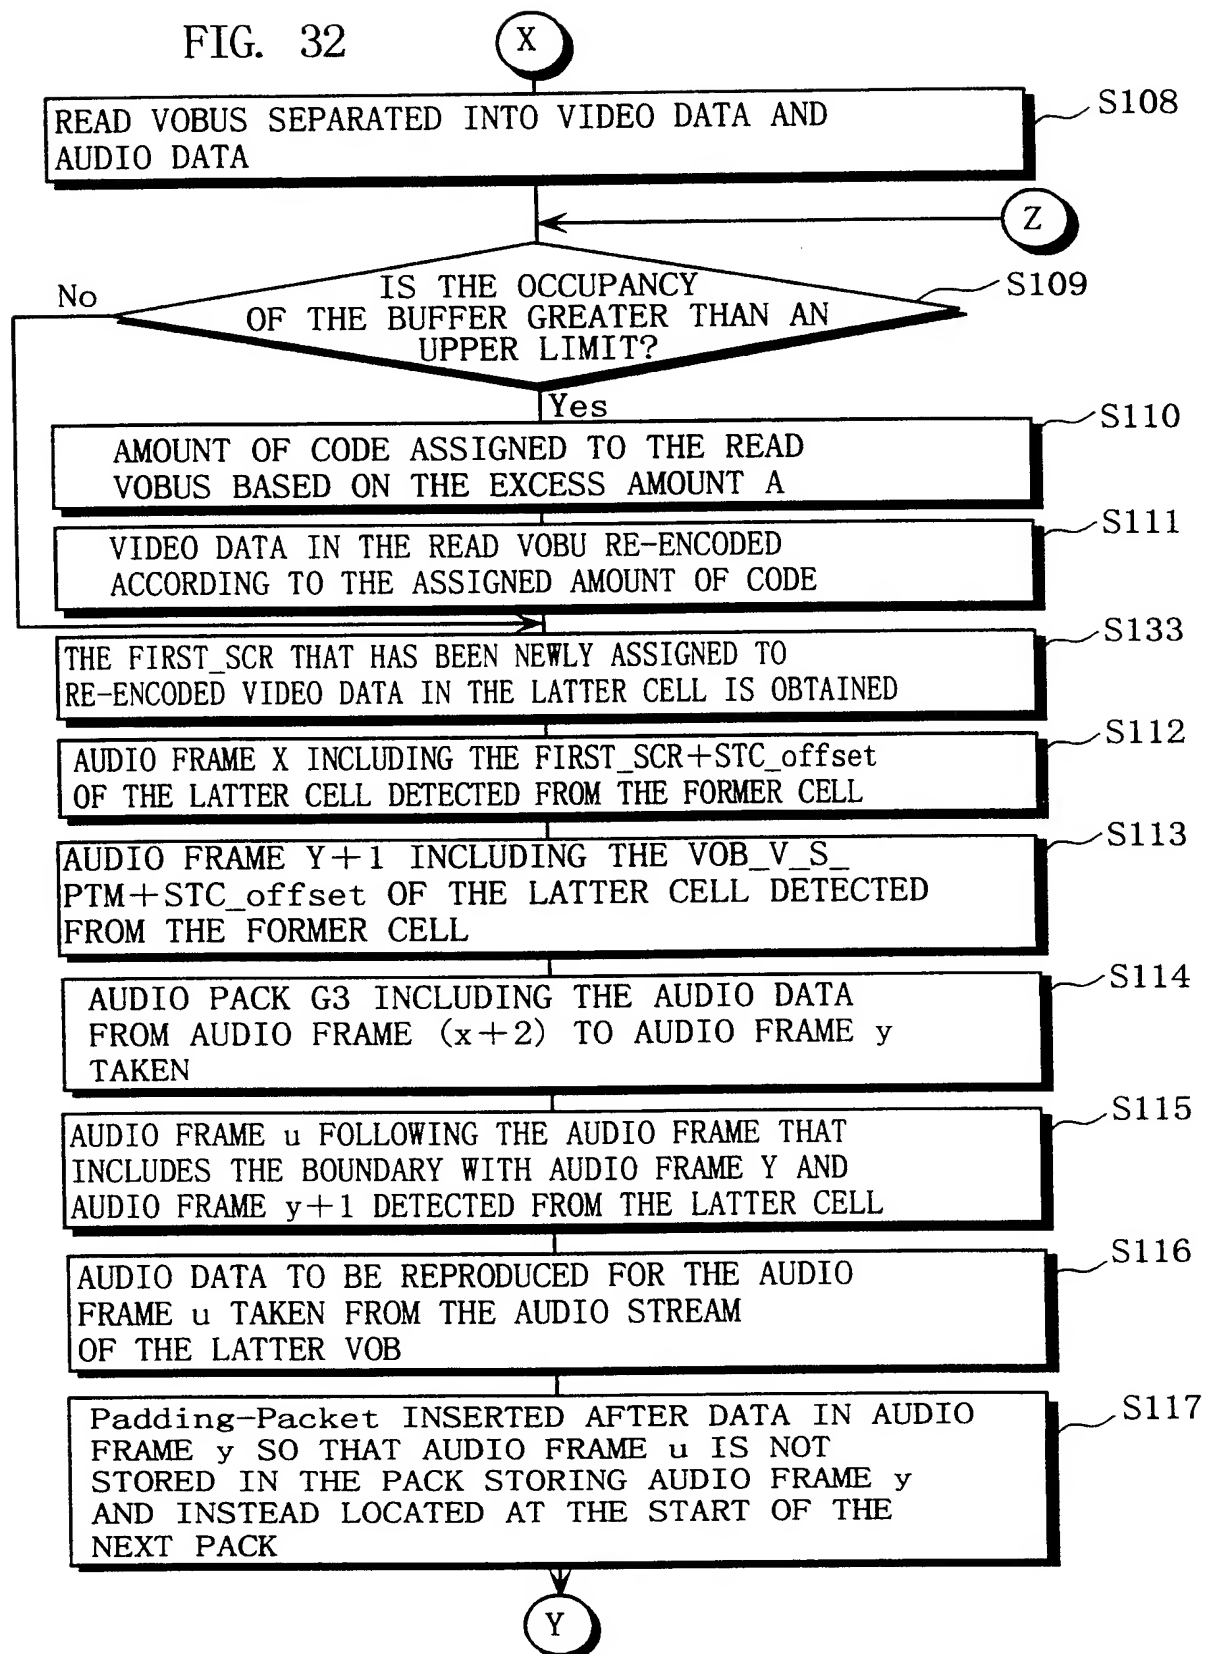 FIG. 32
X
READ VOBUS SEPARATED INTO VIDEO DATA AND
AUDIO DATA
S108
Z
IS THE OCCUPANCY
OF THE BUFFER GREATER THAN AN
UPPER LIMIT?
S109
No
Yes
AMOUNT OF CODE ASSIGNED TO THE READ
VOBUS BASED ON THE EXCESS AMOUNT A
S110
VIDEO DATA IN THE READ VOBU RE-ENCODED
ACCORDING TO THE ASSIGNED AMOUNT OF CODE
S111
THE FIRST_SCR THAT HAS BEEN NEWLY ASSIGNED TO
RE-ENCODED VIDEO DATA IN THE LATTER CELL IS OBTAINED
S133
AUDIO FRAME X INCLUDING THE FIRST_SCR+STC_offset
OF THE LATTER CELL DETECTED FROM THE FORMER CELL
S112
AUDIO FRAME Y+1 INCLUDING THE VOB_V_S_
PTM+STC_offset OF THE LATTER CELL DETECTED
FROM THE FORMER CELL
S113
AUDIO PACK G3 INCLUDING THE AUDIO DATA
FROM AUDIO FRAME (x+2) TO AUDIO FRAME y
TAKEN
S114
AUDIO FRAME u FOLLOWING THE AUDIO FRAME THAT
INCLUDES THE BOUNDARY WITH AUDIO FRAME Y AND
AUDIO FRAME y+1 DETECTED FROM THE LATTER CELL
S115
AUDIO DATA TO BE REPRODUCED FOR THE AUDIO
FRAME u TAKEN FROM THE AUDIO STREAM
OF THE LATTER VOB
S116
Padding-Packet INSERTED AFTER DATA IN AUDIO
FRAME y SO THAT AUDIO FRAME u IS NOT
STORED IN THE PACK STORING AUDIO FRAME y
AND INSTEAD LOCATED AT THE START OF THE
NEXT PACK
S117
Y